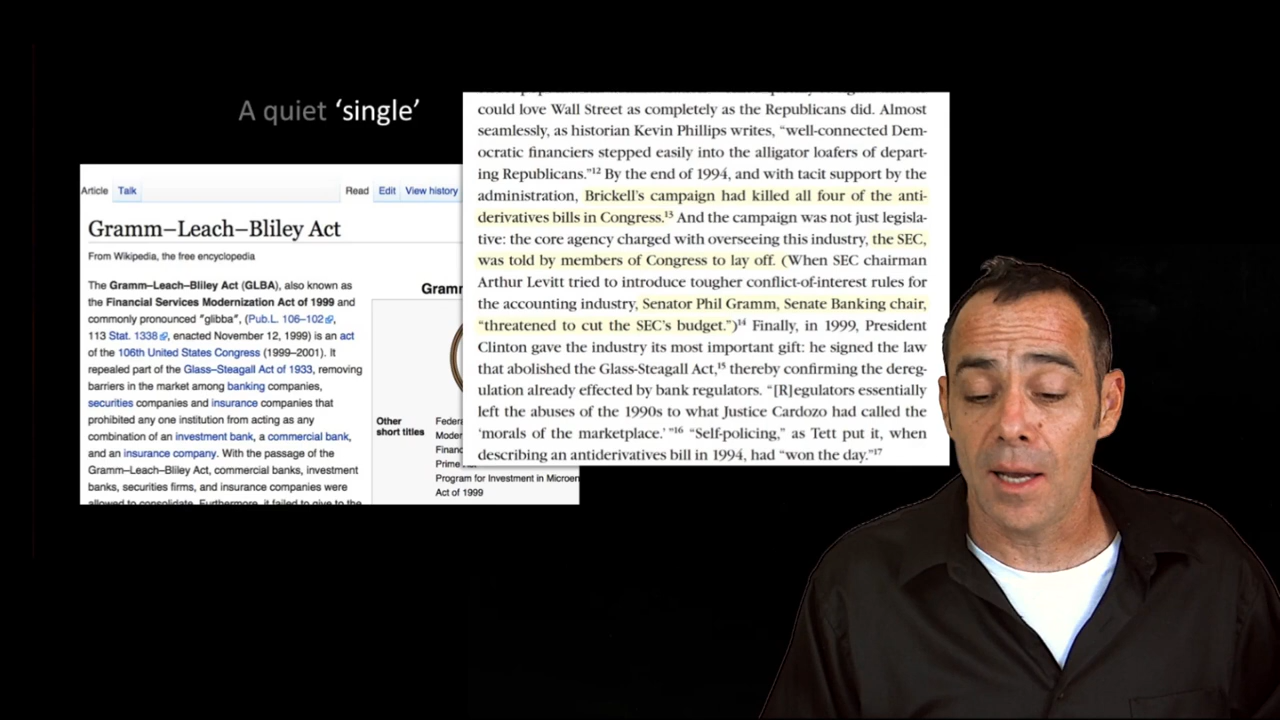 A quiet ‘single’
Article Talk Read Edit View history
Gramm–Leach–Bliley Act
From Wikipedia, the free encyclopedia
The Gramm–Leach–Bliley Act (GLBA), also known as
the Financial Services Modernization Act of 1999 and
commonly pronounced "glibba", (Pub.L. 106–102,
113 Stat. 1338, enacted November 12, 1999) is an act
of the 106th United States Congress (1999–2001). It
repealed part of the Glass–Steagall Act of 1933, removing
barriers in the market among banking companies,
securities companies and insurance companies that
prohibited any one institution from acting as any
combination of an investment bank, a commercial bank,
and an insurance company. With the passage of the
Gramm–Leach–Bliley Act, commercial banks, investment
banks, securities firms, and insurance companies were
allowed to consolidate. Furthermore, it failed to give to the
Gramm
Other
short titles
Federa
Moder
Financ
Prime
Program for Investment in Microen
Act of 1999
could love Wall Street as completely as the Republicans did. Almost
seamlessly, as historian Kevin Phillips writes, “well-connected Dem-
ocratic financiers stepped easily into the alligator loafers of depart-
ing Republicans.”12 By the end of 1994, and with tacit support by the
administration, Brickell’s campaign had killed all four of the anti-
derivatives bills in Congress.13 And the campaign was not just legisla-
tive: the core agency charged with overseeing this industry, the SEC,
was told by members of Congress to lay off. (When SEC chairman
Arthur Levitt tried to introduce tougher conflict-of-interest rules for
the accounting industry, Senator Phil Gramm, Senate Banking chair,
“threatened to cut the SEC’s budget.”)14 Finally, in 1999, President
Clinton gave the industry its most important gift: he signed the law
that abolished the Glass-Steagall Act,15 thereby confirming the dereg-
ulation already effected by bank regulators. “[R]egulators essentially
left the abuses of the 1990s to what Justice Cardozo had called the
‘morals of the marketplace.’ ”16 “Self-policing,” as Tett put it, when
describing an antiderivatives bill in 1994, had “won the day.”17